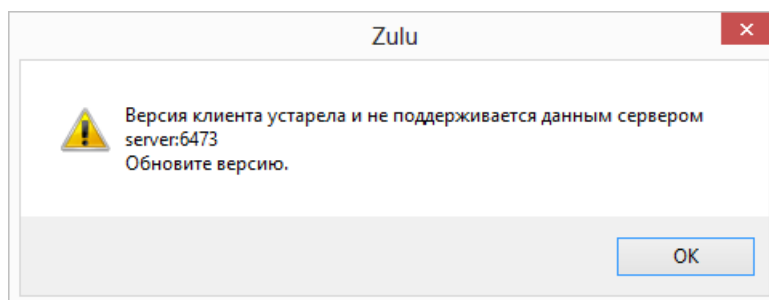 Zulu
Версия клиента устарела и не поддерживается данным сервером
server:6473
Обновите версию.
OK